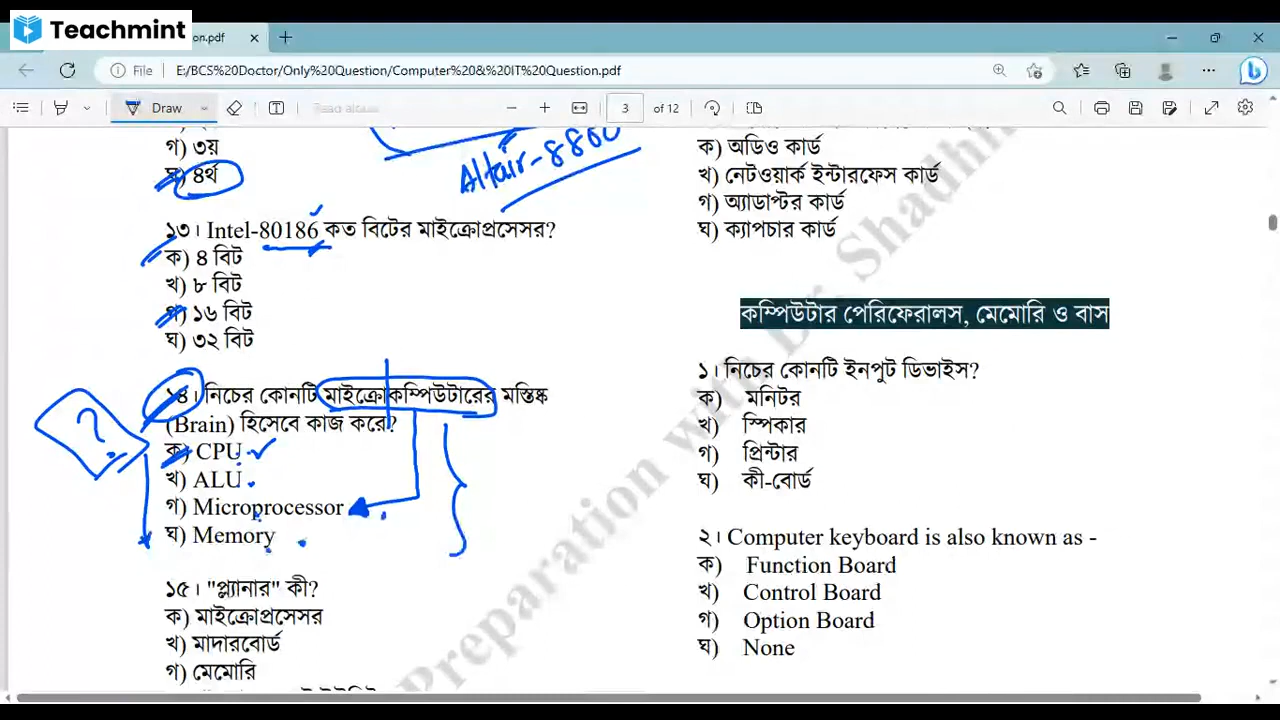 Teachmint
on.pdf
File E:/BCS%20Doctor/Only%20Question/Computer%20&%20IT%20Question.pdf
Draw Read aloud 3 of 12
গ) ৩য়
ঘ) ৪র্থ
Altair-8800
১৩। Intel-80186 কত বিটের মাইক্রোপ্রসেসর?
ক) ৪ বিট
খ) ৮ বিট
গ) ১৬ বিট
ঘ) ৩২ বিট
১৪। নিচের কোনটি মাইক্রোকম্পিউটারের মস্তিষ্ক
(Brain) হিসেবে কাজ করে?
?
ক) CPU
খ) ALU
গ) Microprocessor
ঘ) Memory
১৫। "প্ল্যানার" কী?
ক) মাইক্রোপ্রসেসর
খ) মাদারবোর্ড
গ) মেমোরি
ক) অডিও কার্ড
খ) নেটওয়ার্ক ইন্টারফেস কার্ড
গ) অ্যাডাপ্টর কার্ড
ঘ) ক্যাপচার কার্ড
কম্পিউটার পেরিফেরালস, মেমোরি ও বাস
১। নিচের কোনটি ইনপুট ডিভাইস?
ক) মনিটর
খ) স্পিকার
গ) প্রিন্টার
ঘ) কী-বোর্ড
২। Computer keyboard is also known as -
ক) Function Board
খ) Control Board
গ) Option Board
ঘ) None
Preparation with Dr. Shadhin